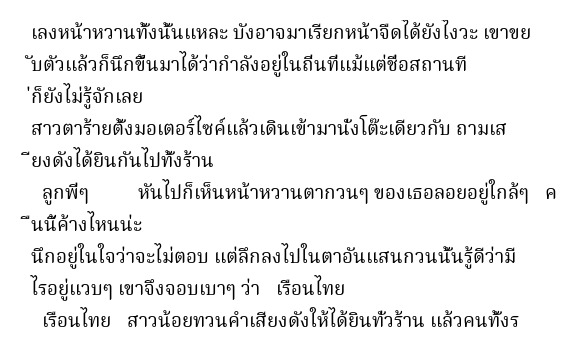 เลงหน้าหวานทั้งนั้นแหละ บังอาจมาเรียกหน้าจืดได้ยังไงวะ เขาขย
ับตัวแล้วก็นึกขึ้นมาได้ว่ากำลังอยู่ในถิ่นที่แม้แต่ชื่อสถานที
่ก็ยังไม่รู้จักเลย
สาวตาร้ายตั้งมอเตอร์ไซค์แล้วเดินเข้ามานั่งโต๊ะเดียวกับ ถามเส
ียงดังได้ยินกันไปทั้งร้าน
ลูกพี่ๆ หันไปก็เห็นหน้าหวานตากวนๆ ของเธอลอยอยู่ใกล้ๆ ค
ืนนี้ค้างไหนน่ะ
นึกอยู่ในใจว่าจะไม่ตอบ แต่ลึกลงไปในตาอันแสนกวนนั้นรู้ดีว่ามี
ไรอยู่แวบๆ เขาจึงจอบเบาๆ ว่า เรือนไทย
เรือนไทย สาวน้อยทวนคำเสียงดังให้ได้ยินทั่วร้าน แล้วคนทั้งร